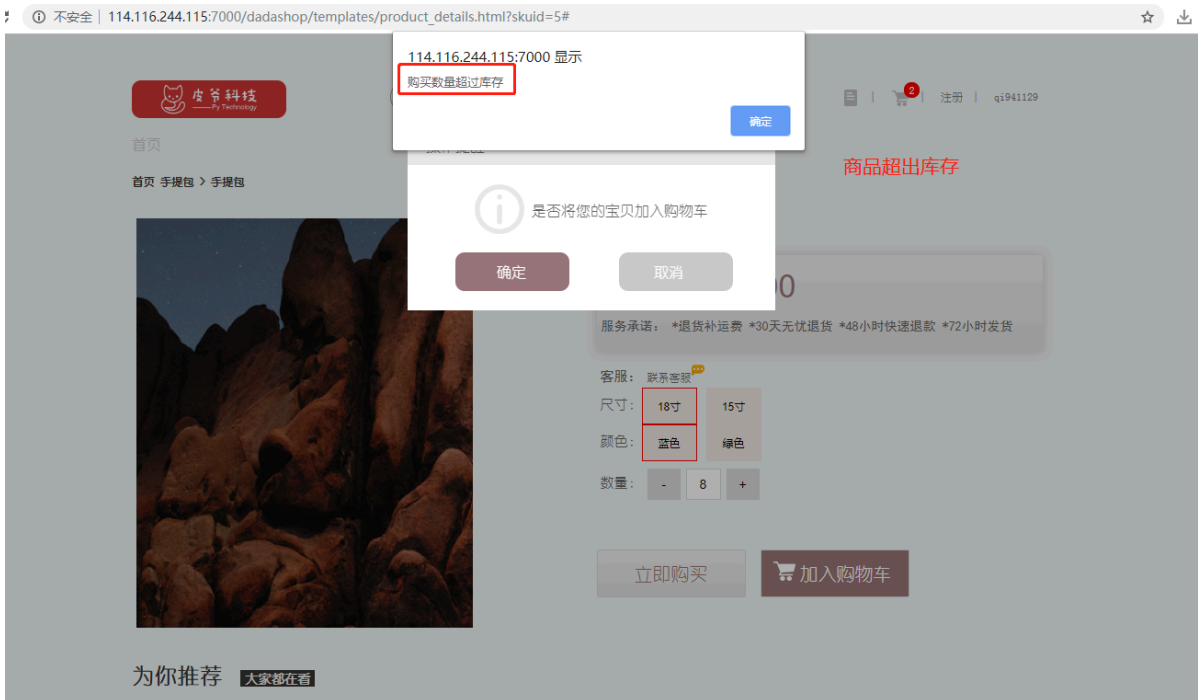 不安全 | 114.116.244.115:7000/dadashop/templates/product_details.html?skuid=5#
114.116.244.115:7000 显示
购买数量超过库存
确定
皮爷科技
Py Technology
2
注册
qi941129
首页
商品超出库存
首页 手提包 > 手提包
是否将您的宝贝加入购物车
确定
取消
服务承诺: *退货补运费 *30天无忧退货 *48小时快速退款 *72小时发货
客服: 联系客服
尺寸: 18寸 15寸
颜色: 蓝色 绿色
数量: - 8 +
立即购买
加入购物车
为你推荐 大家都在看